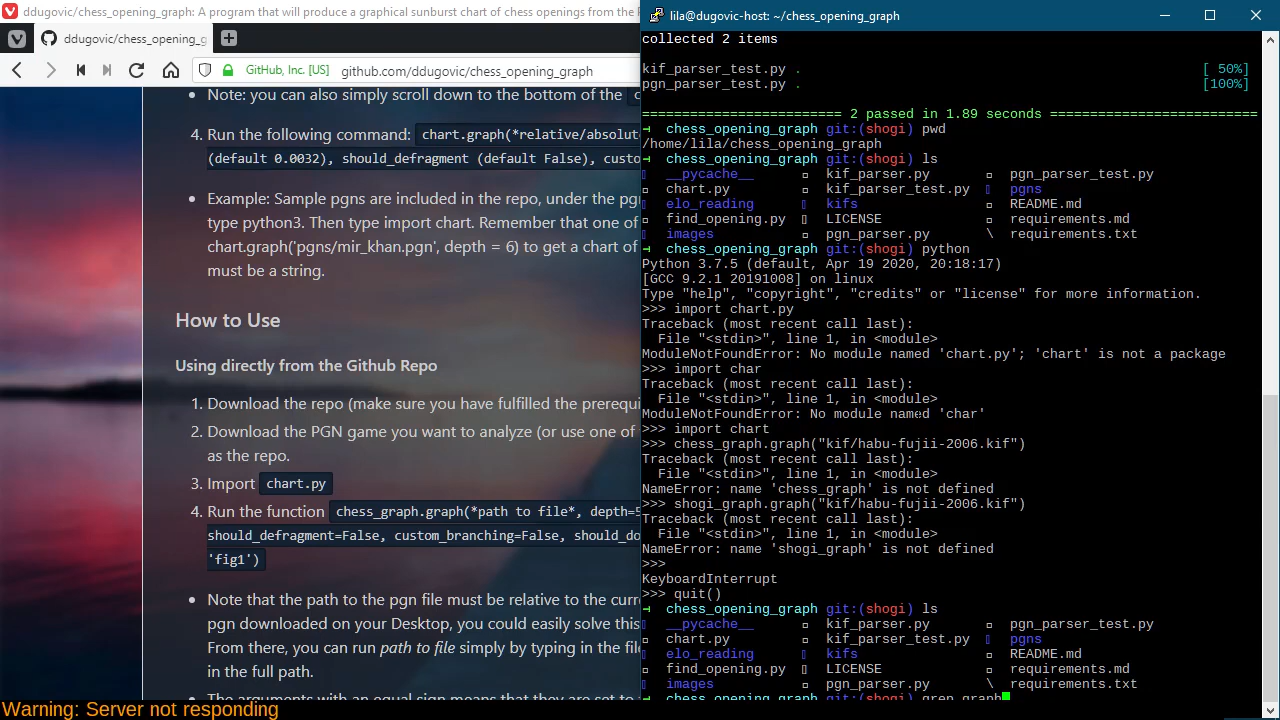 ddugovic/chess_opening_graph: A program that will produce a graphical sunburst chart of chess openings from the
ddugovic/chess_opening_g
GitHub, Inc. [US]
github.com/ddugovic/chess_opening_graph
Note: you can also simply scroll down to the bottom of the
4. Run the following command: chart.graph(*relative/absolut
(default 0.0032), should_defragment (default False), custo
Example: Sample pgns are included in the repo, under the pg
type python3. Then type import chart. Remember that one of
chart.graph('pgns/mir_khan.pgn', depth = 6) to get a chart of
must be a string.
How to Use
Using directly from the Github Repo
1. Download the repo (make sure you have fulfilled the prerequi
2. Download the PGN game you want to analyze (or use one of
as the repo.
3. Import chart.py
4. Run the function chess_graph.graph(*path to file*, depth=5
should_defragment=False, custom_branching=False, should_do
'fig1')
Note that the path to the pgn file must be relative to the curr
pgn downloaded on your Desktop, you could easily solve this
From there, you can run path to file simply by typing in the file
in the full path.
The arguments with an equal sign means that they are set to
Warning: Server not responding
lila@dugovic-host: ~/chess_opening_graph
collected 2 items
kif_parser_test.py . [ 50%]
pgn_parser_test.py . [100%]
========================= 2 passed in 1.89 seconds ==========================
chess_opening_graph git:(shogi) pwd
/home/lila/chess_opening_graph
chess_opening_graph git:(shogi) ls
__pycache__ kif_parser.py pgn_parser_test.py
chart.py kif_parser_test.py pgns
elo_reading kifs README.md
find_opening.py LICENSE requirements.md
images pgn_parser.py \ requirements.txt
chess_opening_graph git:(shogi) python
Python 3.7.5 (default, Apr 19 2020, 20:18:17)
[GCC 9.2.1 20191008] on linux
Type "help", "copyright", "credits" or "license" for more information.
>>> import chart.py
Traceback (most recent call last):
File "<stdin>", line 1, in <module>
ModuleNotFoundError: No module named 'chart.py'; 'chart' is not a package
>>> import char
Traceback (most recent call last):
File "<stdin>", line 1, in <module>
ModuleNotFoundError: No module named 'char'
>>> import chart
>>> chess_graph.graph("kif/habu-fujii-2006.kif")
Traceback (most recent call last):
File "<stdin>", line 1, in <module>
NameError: name 'chess_graph' is not defined
>>> shogi_graph.graph("kif/habu-fujii-2006.kif")
Traceback (most recent call last):
File "<stdin>", line 1, in <module>
NameError: name 'shogi_graph' is not defined
>>>
KeyboardInterrupt
>>> quit()
chess_opening_graph git:(shogi) ls
__pycache__ kif_parser.py pgn_parser_test.py
chart.py kif_parser_test.py pgns
elo_reading kifs README.md
find_opening.py LICENSE requirements.md
images pgn_parser.py \ requirements.txt
chess_opening_graph git:(shogi) grep graph